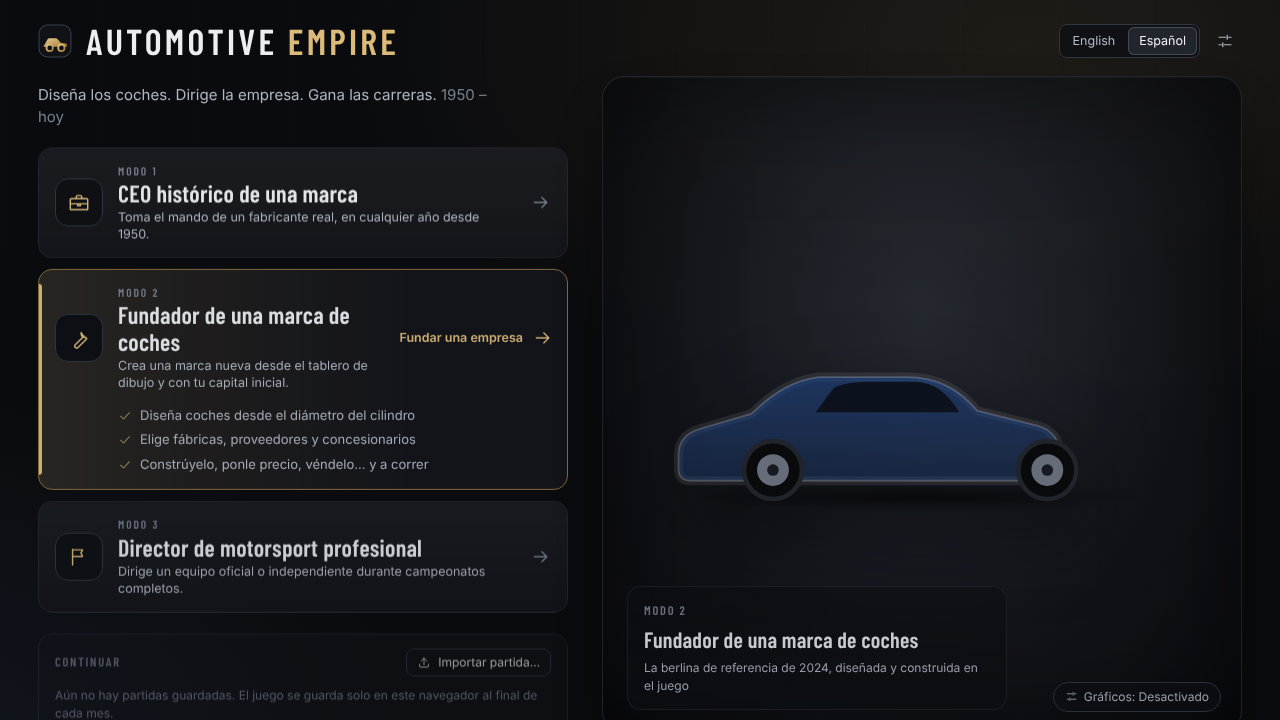 AUTOMOTIVE EMPIRE
English
Español
Diseña los coches. Dirige la empresa. Gana las carreras. 1950 –
hoy
MODO 1
CEO histórico de una marca
Toma el mando de un fabricante real, en cualquier año desde
1950.
MODO 2
Fundador de una marca de
coches
Crea una marca nueva desde el tablero de
dibujo y con tu capital inicial.
Fundar una empresa
Diseña coches desde el diámetro del cilindro
Elige fábricas, proveedores y concesionarios
Constrúyelo, ponle precio, véndelo... y a correr
MODO 3
Director de motorsport profesional
Dirige un equipo oficial o independiente durante campeonatos
completos.
CONTINUAR
Importar partida...
Aún no hay partidas guardadas. El juego se guarda solo en este navegador al final de
cada mes.
MODO 2
Fundador de una marca de coches
La berlina de referencia de 2024, diseñada y construida en
el juego
Gráficos: Desactivado